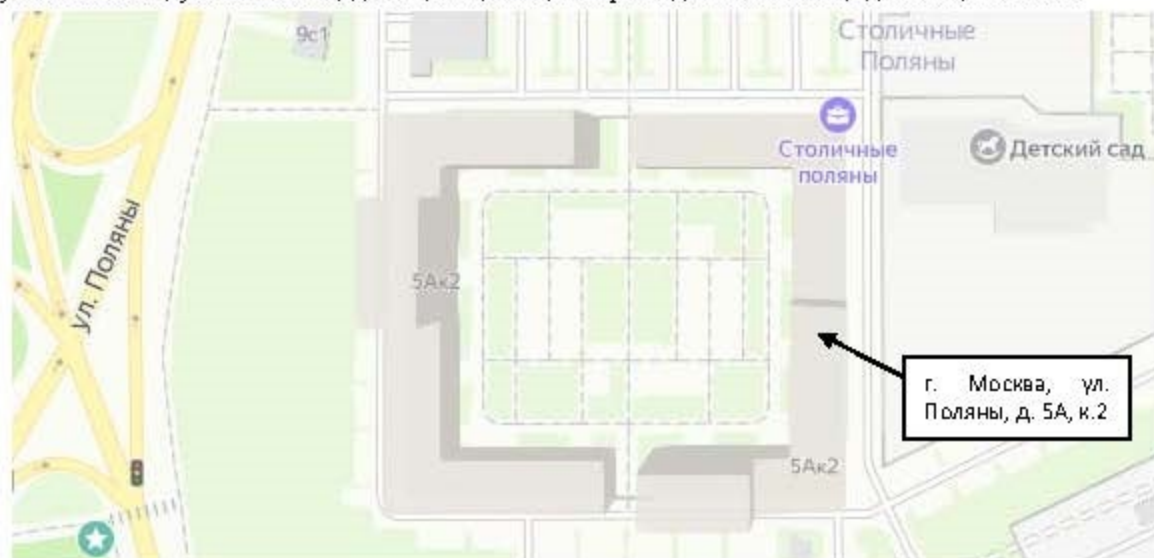 9с1
Столичные
Поляны
Столичные
поляны
Детский сад
ул. Поляны
5Ак2
г. Москва, ул.
Поляны, д. 5А, к.2
5Ак2